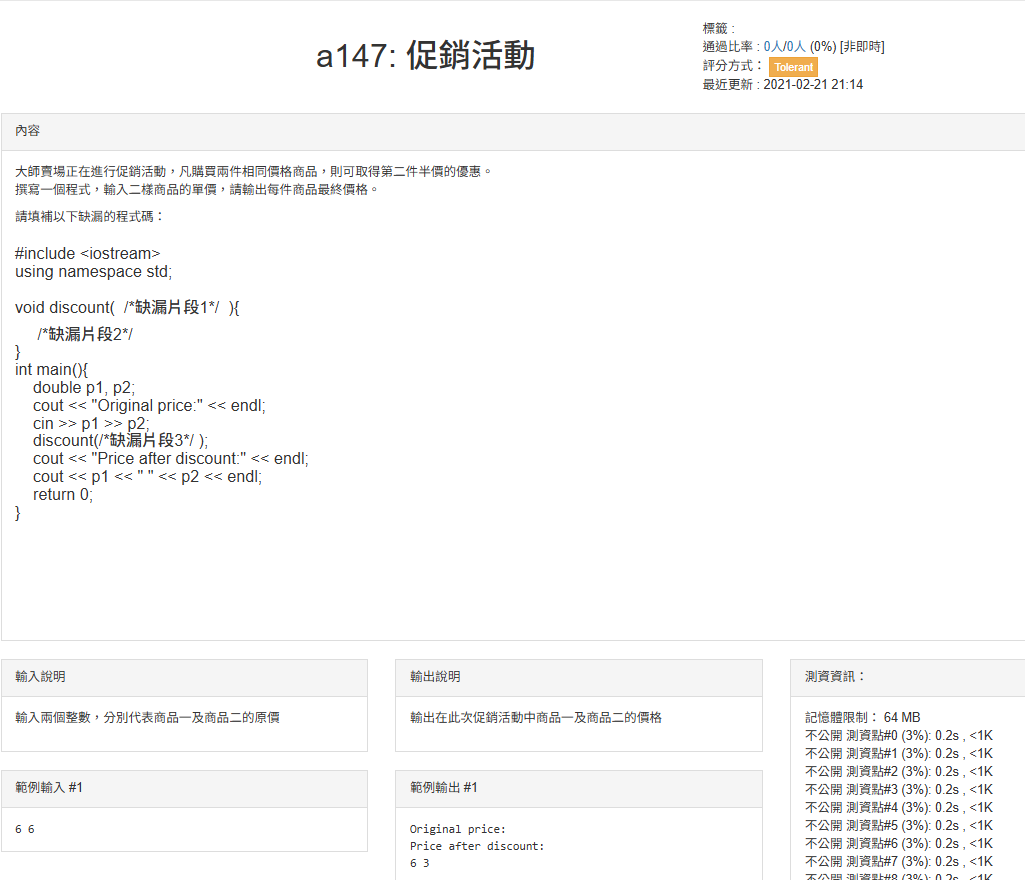 a147: 促銷活動
標籤 :
通過比率 : 0人/0人 (0%) [非即時]
評分方式： Tolerant
最近更新 : 2021-02-21 21:14
內容
大師賣場正在進行促銷活動，凡購買兩件相同價格商品，則可取得第二件半價的優惠。
撰寫一個程式，輸入二樣商品的單價，請輸出每件商品最終價格。
請填補以下缺漏的程式碼：
#include <iostream>
using namespace std;
void discount(  /*缺漏片段1*/  ){
/*缺漏片段2*/
}
int main(){
double p1, p2;
cout << "Original price:" << endl;
cin >> p1 >> p2;
discount(/*缺漏片段3*/ );
cout << "Price after discount:" << endl;
cout << p1 << " " << p2 << endl;
return 0;
}
輸入說明
輸入兩個整數，分別代表商品一及商品二的原價
輸出說明
輸出在此次促銷活動中商品一及商品二的價格
範例輸入 #1
6 6
範例輸出 #1
Original price:
Price after discount:
6 3
測資資訊：
記憶體限制： 64 MB
不公開 測資點#0 (3%): 0.2s , <1K
不公開 測資點#1 (3%): 0.2s , <1K
不公開 測資點#2 (3%): 0.2s , <1K
不公開 測資點#3 (3%): 0.2s , <1K
不公開 測資點#4 (3%): 0.2s , <1K
不公開 測資點#5 (3%): 0.2s , <1K
不公開 測資點#6 (3%): 0.2s , <1K
不公開 測資點#7 (3%): 0.2s , <1K
不公開 測資點#8 (3%): 0.2s , <1K